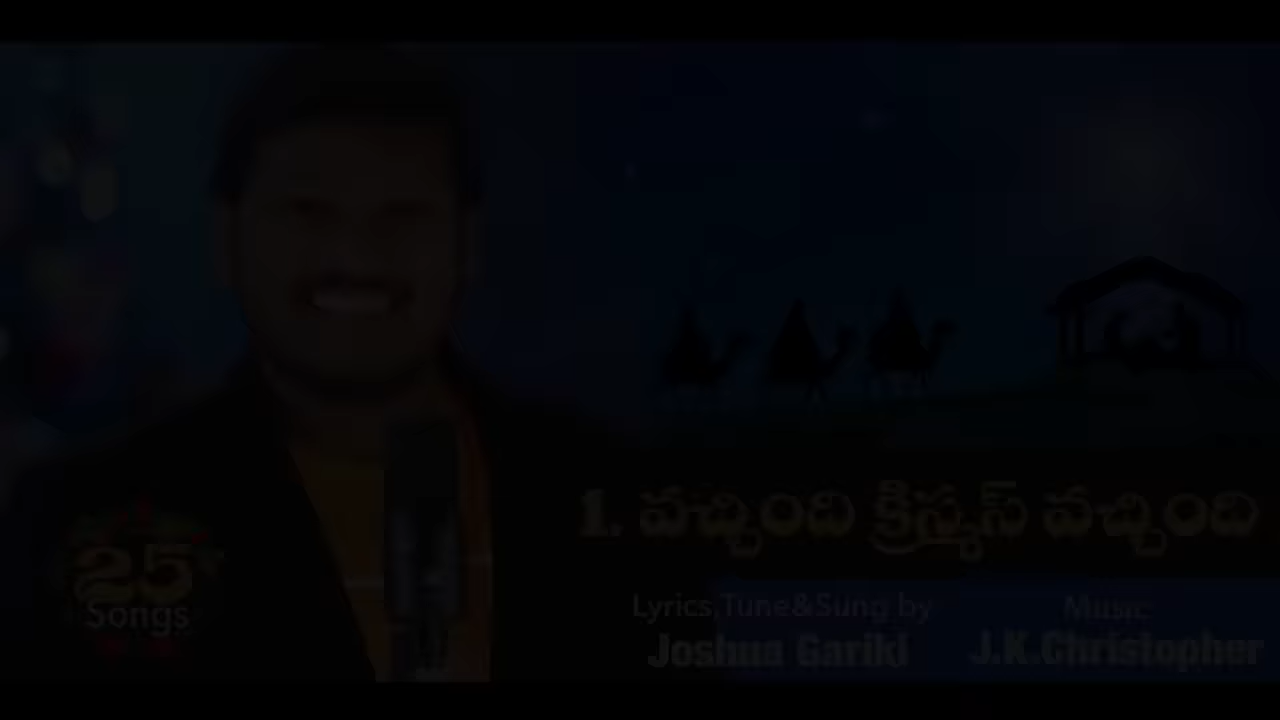 1. వచ్చింది క్రిస్మస్ వచ్చింది
25
Songs
Lyrics,Tune&Sung by
Joshua Gariki
Music
J.K.Christopher